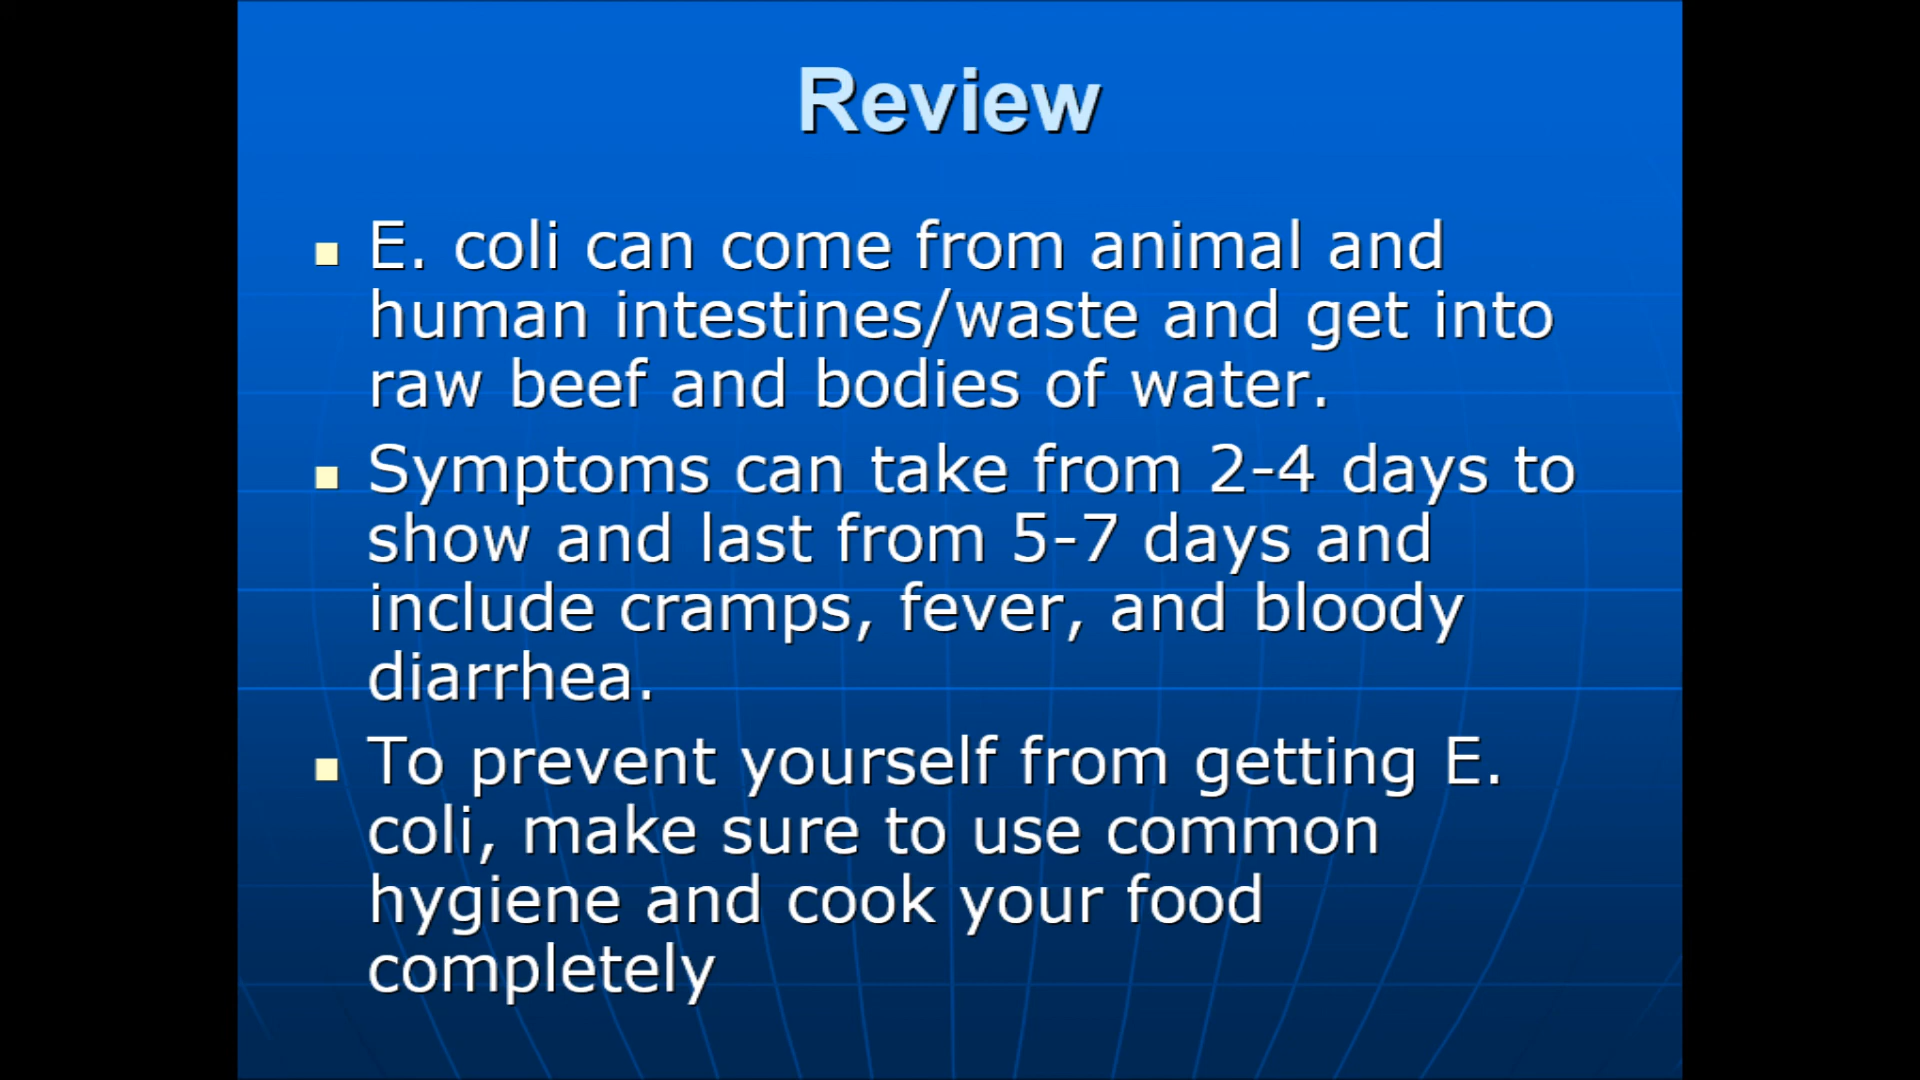 Review
E. coli can come from animal and
human intestines/waste and get into
raw beef and bodies of water.
Symptoms can take from 2-4 days to
show and last from 5-7 days and
include cramps, fever, and bloody
diarrhea.
To prevent yourself from getting E.
coli, make sure to use common
hygiene and cook your food
completely